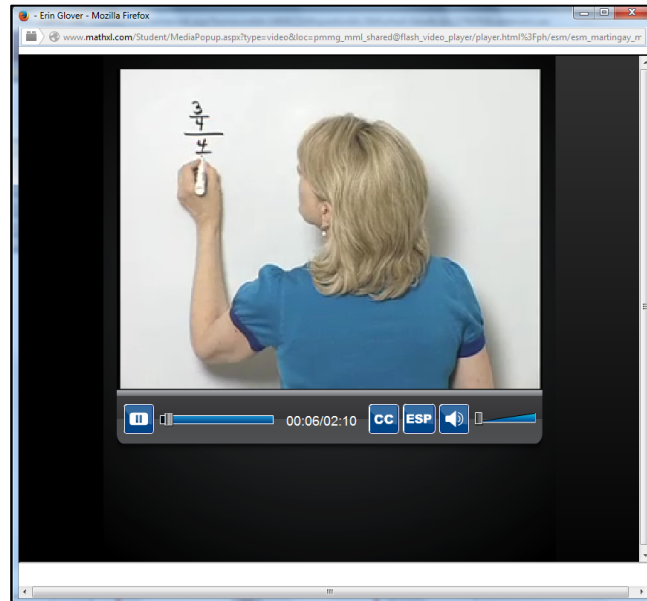 - Erin Glover - Mozilla Firefox
www.mathxl.com/Student/MediaPopup.aspx?type=video&loc=pmmg_mml_shared@flash_video_player/player.html%3Fph/esm/esm_martingay_m
3
4
4
00:06/02:10
CC
ESP